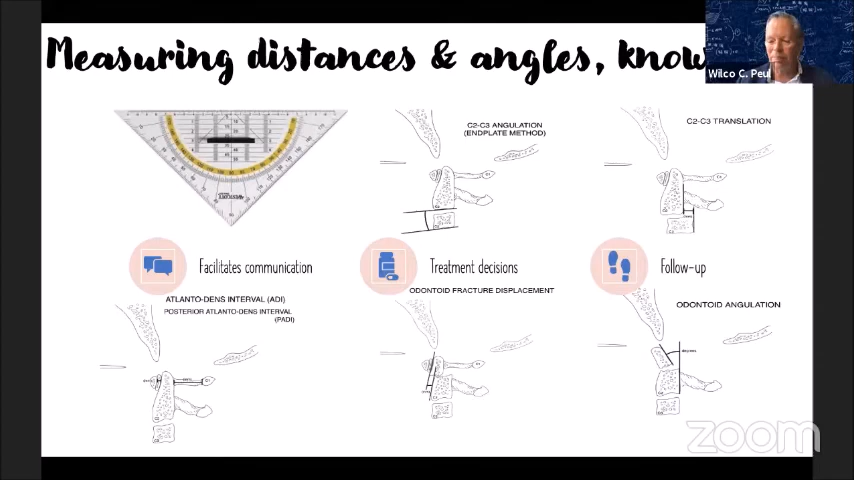 Measuring distances & angles, know
Wilco C. Peul
C2-C3 ANGULATION
(ENDPLATE METHOD)
C2-C3 TRANSLATION
Facilitates communication
Treatment decisions
Follow-up
ATLANTO-DENS INTERVAL (ADI)
POSTERIOR ATLANTO-DENS INTERVAL
(PADI)
ODONTOID FRACTURE DISPLACEMENT
ODONTOID ANGULATION
degrees
zoom